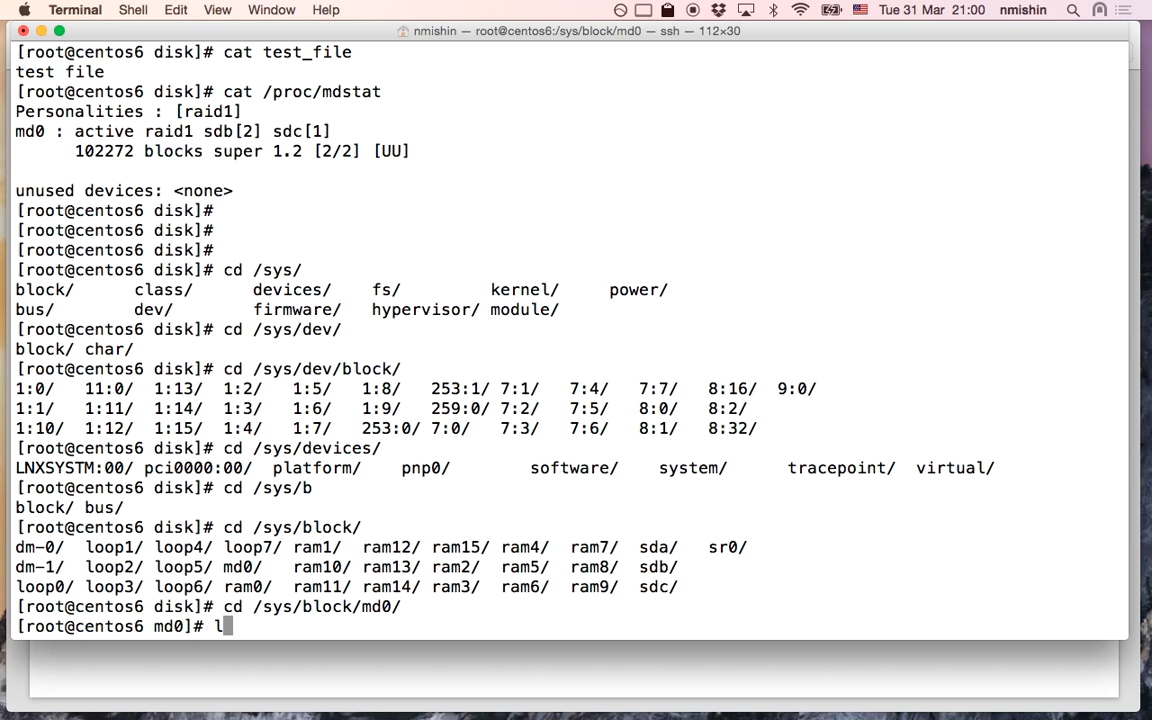 Terminal Shell Edit View Window Help Tue 31 Mar 21:00 nmishin
nmishin — root@centos6:/sys/block/md0 — ssh — 112×30
[root@centos6 disk]# cat test_file
test file
[root@centos6 disk]# cat /proc/mdstat
Personalities : [raid1]
md0 : active raid1 sdb[2] sdc[1]
      102272 blocks super 1.2 [2/2] [UU]

unused devices: <none>
[root@centos6 disk]#
[root@centos6 disk]#
[root@centos6 disk]#
[root@centos6 disk]# cd /sys/
block/      class/      devices/    fs/         kernel/     power/
bus/        dev/        firmware/   hypervisor/ module/
[root@centos6 disk]# cd /sys/dev/
block/ char/
[root@centos6 disk]# cd /sys/dev/block/
1:0/   11:0/  1:13/  1:2/   1:5/   1:8/   253:1/ 7:1/   7:4/   7:7/   8:16/  9:0/
1:1/   1:11/  1:14/  1:3/   1:6/   1:9/   259:0/ 7:2/   7:5/   8:0/   8:2/
1:10/  1:12/  1:15/  1:4/   1:7/   253:0/ 7:0/   7:3/   7:6/   8:1/   8:32/
[root@centos6 disk]# cd /sys/devices/
LNXSYSTM:00/ pci0000:00/  platform/    pnp0/        software/    system/      tracepoint/  virtual/
[root@centos6 disk]# cd /sys/b
block/ bus/
[root@centos6 disk]# cd /sys/block/
dm-0/  loop1/ loop4/ loop7/ ram1/  ram12/ ram15/ ram4/  ram7/  sda/   sr0/
dm-1/  loop2/ loop5/ md0/   ram10/ ram13/ ram2/  ram5/  ram8/  sdb/
loop0/ loop3/ loop6/ ram0/  ram11/ ram14/ ram3/  ram6/  ram9/  sdc/
[root@centos6 disk]# cd /sys/block/md0/
[root@centos6 md0]# l